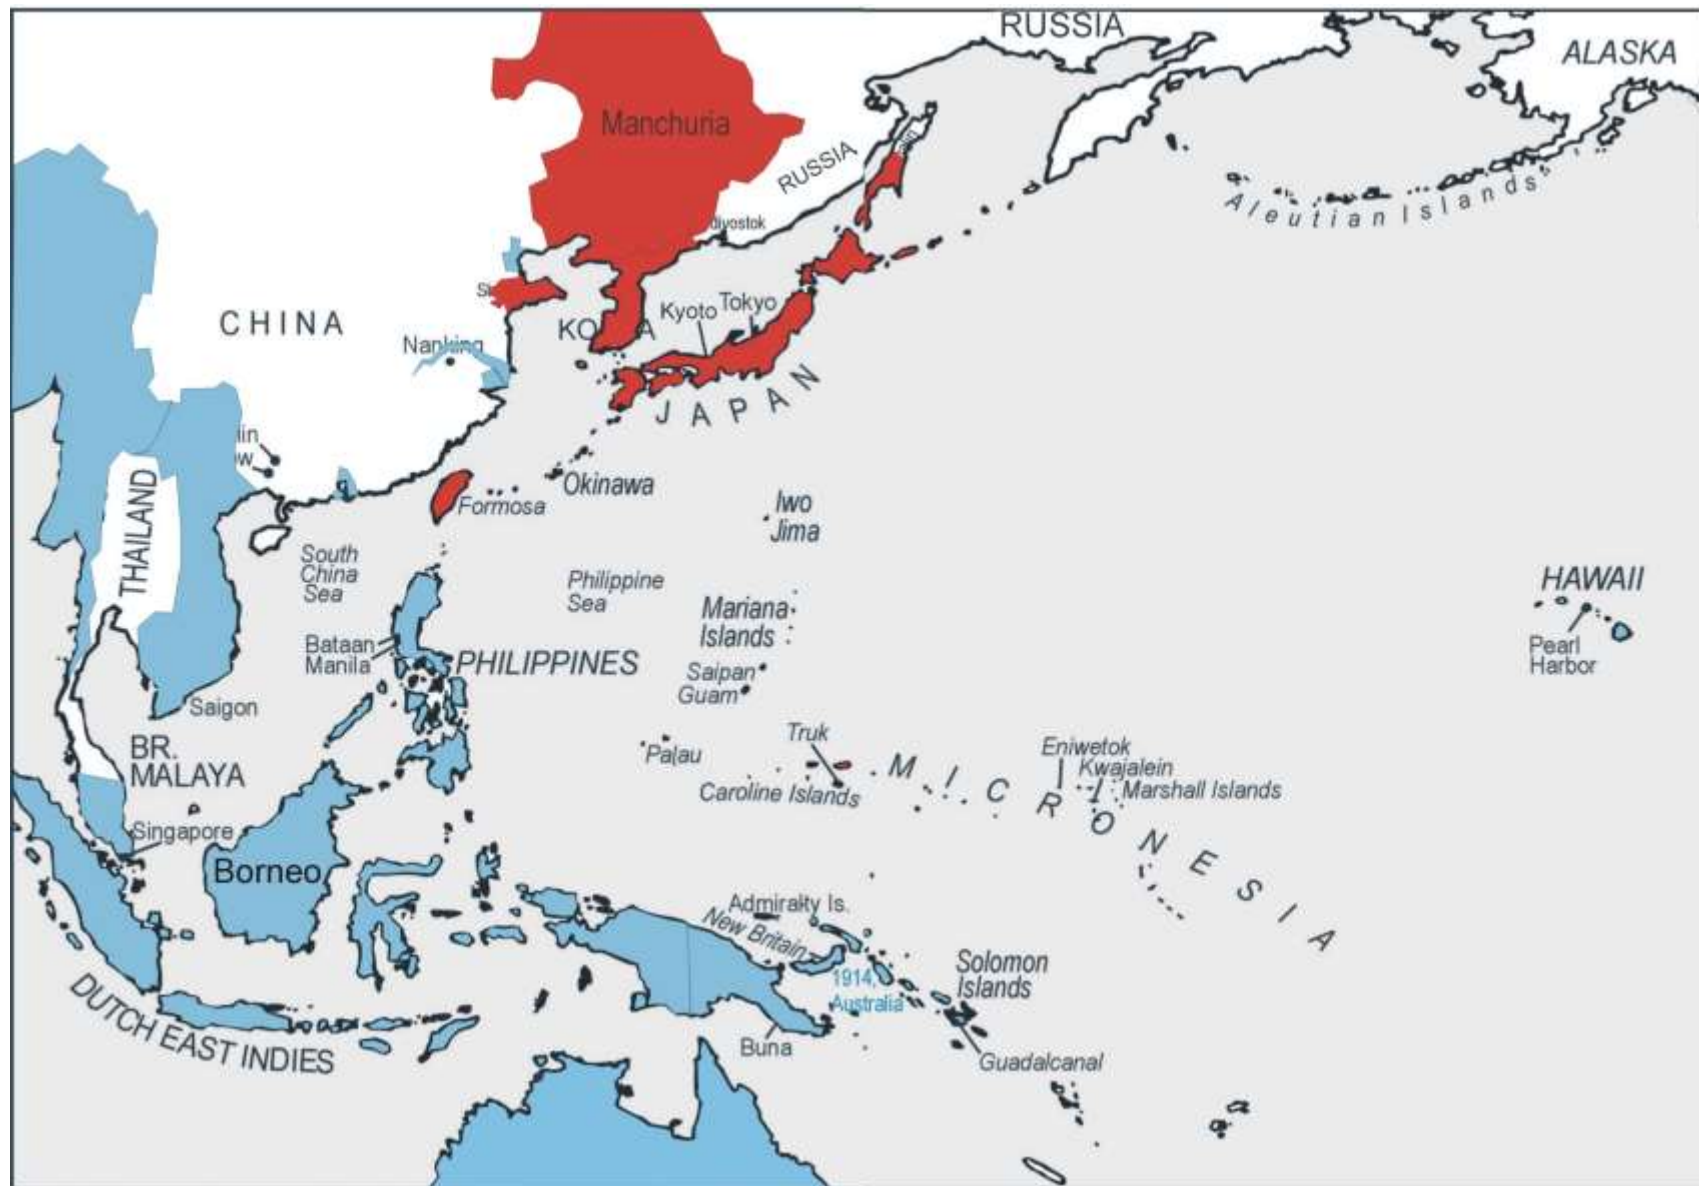 RUSSIA
ALASKA
Manchuria
RUSSIA
Aleutian Islands
diyostok
CHINA
Nanking
Kyoto
Tokyo
JAPAN
THAILAND
Formosa
Okinawa
Iwo
Jima
South
China
Sea
Philippine
Sea
HAWAII
Pearl
Harbor
Mariana
Islands
Bataan
Manila
PHILIPPINES
Saipan
Guam
Saigon
BR.
MALAYA
Palau
Truk
Caroline Islands
MICRONESIA
Eniwetok
Kwajalein
Marshall Islands
Singapore
Borneo
Admiralty Is.
New Britain
1914,
Australia
Solomon
Islands
DUTCH EAST INDIES
Buna
Guadalcanal